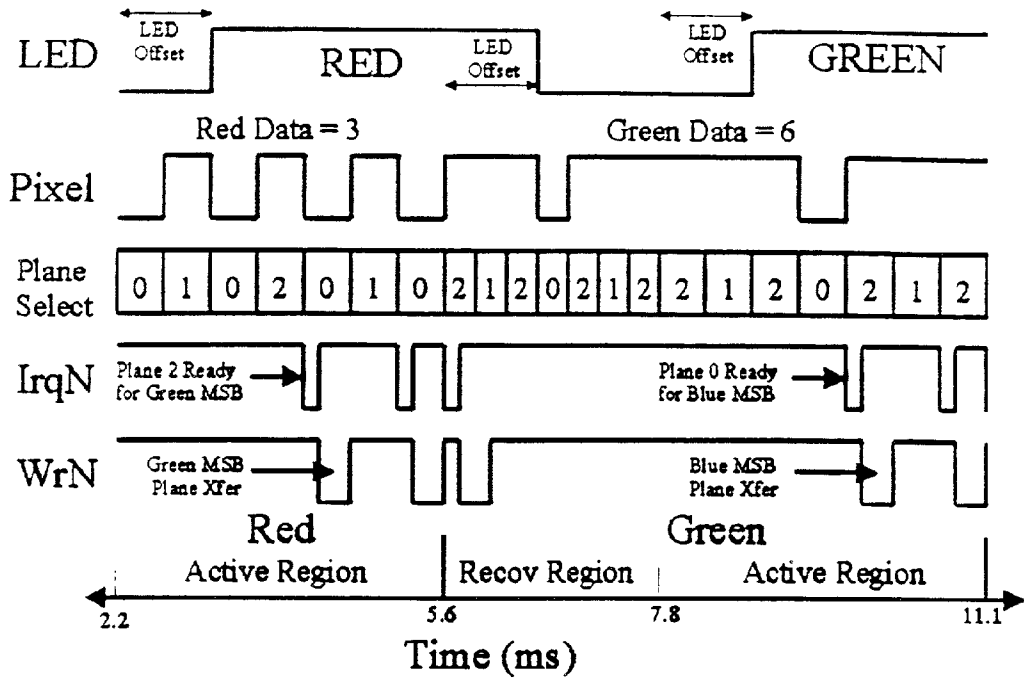 LED
LED
Offset
RED
LED
Offset
LED
Offset
GREEN
Red Data = 3
Green Data = 6
Pixel
Plane
Select
0 1 0 2 0 1 0 2 1 2 0 2 1 2 2 1 2 0 2 1 2
IrqN
Plane 2 Ready
for Green MSB
Plane 0 Ready
for Blue MSB
WrN
Green MSB
Plane Xfer
Blue MSB
Plane Xfer
Red
Green
Active Region
Recov Region
Active Region
2.2
5.6
7.8
11.1
Time (ms)